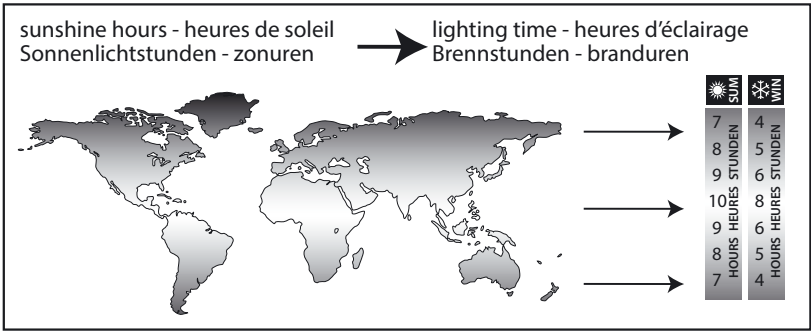 sunshine hours - heures de soleil
Sonnenlichtstunden - zonuren
lighting time - heures d'éclairage
Brennstunden - branduren
SUM
WIN
7 4
8 5
9 6
10 8
9 6
8 5
7 4
HOURS HEURES STUNDEN
HOURS HEURES STUNDEN